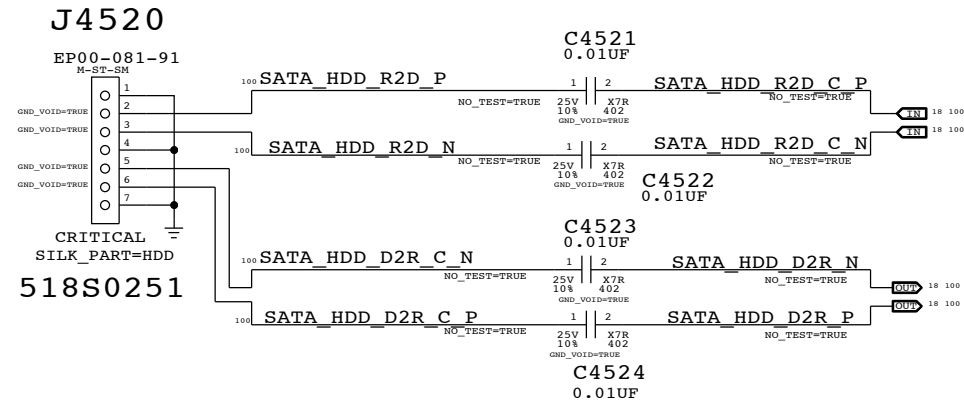 J4520
EP00-081-91
M-ST-SM
1
GND_VOID=TRUE 2
GND_VOID=TRUE 3
4
GND_VOID=TRUE 5
GND_VOID=TRUE 6
7
CRITICAL
SILK_PART=HDD
518S0251
C4521
0.01UF
100 SATA_HDD_R2D_P 1 2 SATA_HDD_R2D_C_P
NO_TEST=TRUE 25V X7R NO_TEST=TRUE
10% 402
GND_VOID=TRUE
IN 18 100
IN 18 100
100 SATA_HDD_R2D_N 1 2 SATA_HDD_R2D_C_N
NO_TEST=TRUE 25V X7R NO_TEST=TRUE
10% 402
GND_VOID=TRUE
C4522
0.01UF
C4523
0.01UF
100 SATA_HDD_D2R_C_N 1 2 SATA_HDD_D2R_N
NO_TEST=TRUE 25V X7R NO_TEST=TRUE
10% 402
GND_VOID=TRUE
OUT 18 100
OUT 18 100
100 SATA_HDD_D2R_C_P 1 2 SATA_HDD_D2R_P
NO_TEST=TRUE 25V X7R NO_TEST=TRUE
10% 402
GND_VOID=TRUE
C4524
0.01UF